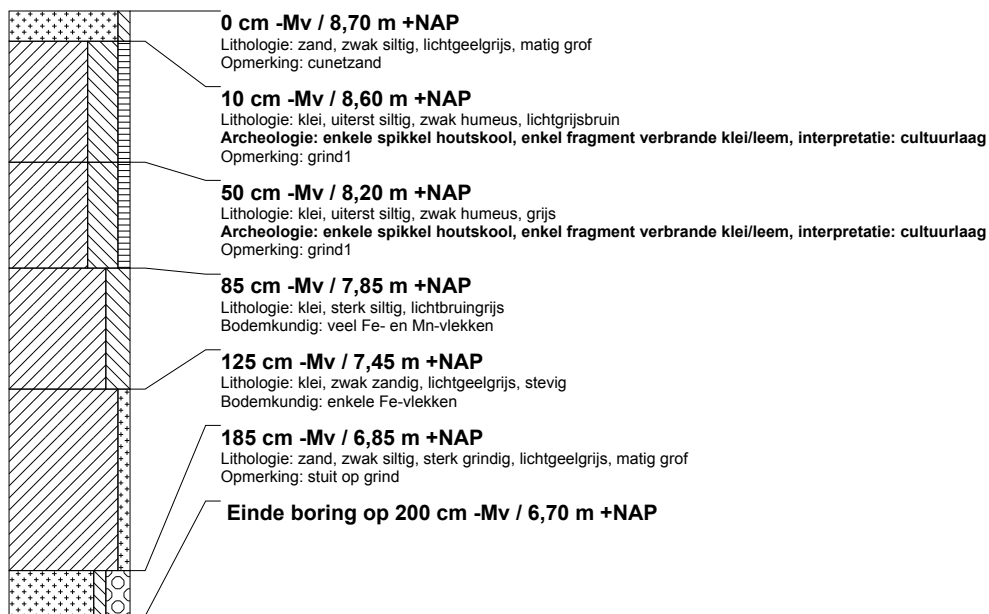 0 cm -Mv / 8,70 m +NAP
Lithologie: zand, zwak siltig, lichtgeelgrijs, matig grof
Opmerking: cunetzand
10 cm -Mv / 8,60 m +NAP
Lithologie: klei, uiterst siltig, zwak humeus, lichtgrijsbruin
Archeologie: enkele spikkel houtskool, enkel fragment verbrande klei/leem, interpretatie: cultuurlaag
Opmerking: grind1
50 cm -Mv / 8,20 m +NAP
Lithologie: klei, uiterst siltig, zwak humeus, grijs
Archeologie: enkele spikkel houtskool, enkel fragment verbrande klei/leem, interpretatie: cultuurlaag
Opmerking: grind1
85 cm -Mv / 7,85 m +NAP
Lithologie: klei, sterk siltig, lichtbruingrijs
Bodemkundig: veel Fe- en Mn-vlekken
125 cm -Mv / 7,45 m +NAP
Lithologie: klei, zwak zandig, lichtgeelgrijs, stevig
Bodemkundig: enkele Fe-vlekken
185 cm -Mv / 6,85 m +NAP
Lithologie: zand, zwak siltig, sterk grindig, lichtgeelgrijs, matig grof
Opmerking: stuit op grind
Einde boring op 200 cm -Mv / 6,70 m +NAP